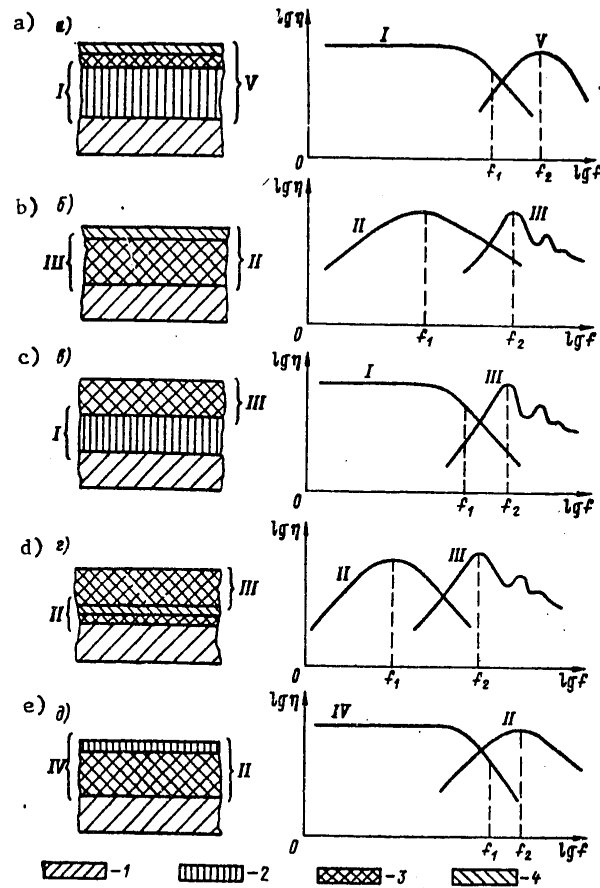 a) а) I V lgη I V 0 f₁ f₂ lgf
b) б) III II lgη II III 0 f₁ f₂ lgf
c) в) I III lgη I III 0 f₁ f₂ lgf
d) г) II III lgη II III 0 f₁ f₂ lgf
e) д) IV II lgη IV II 0 f₁ f₂ lgf
-1 -2 -3 -4